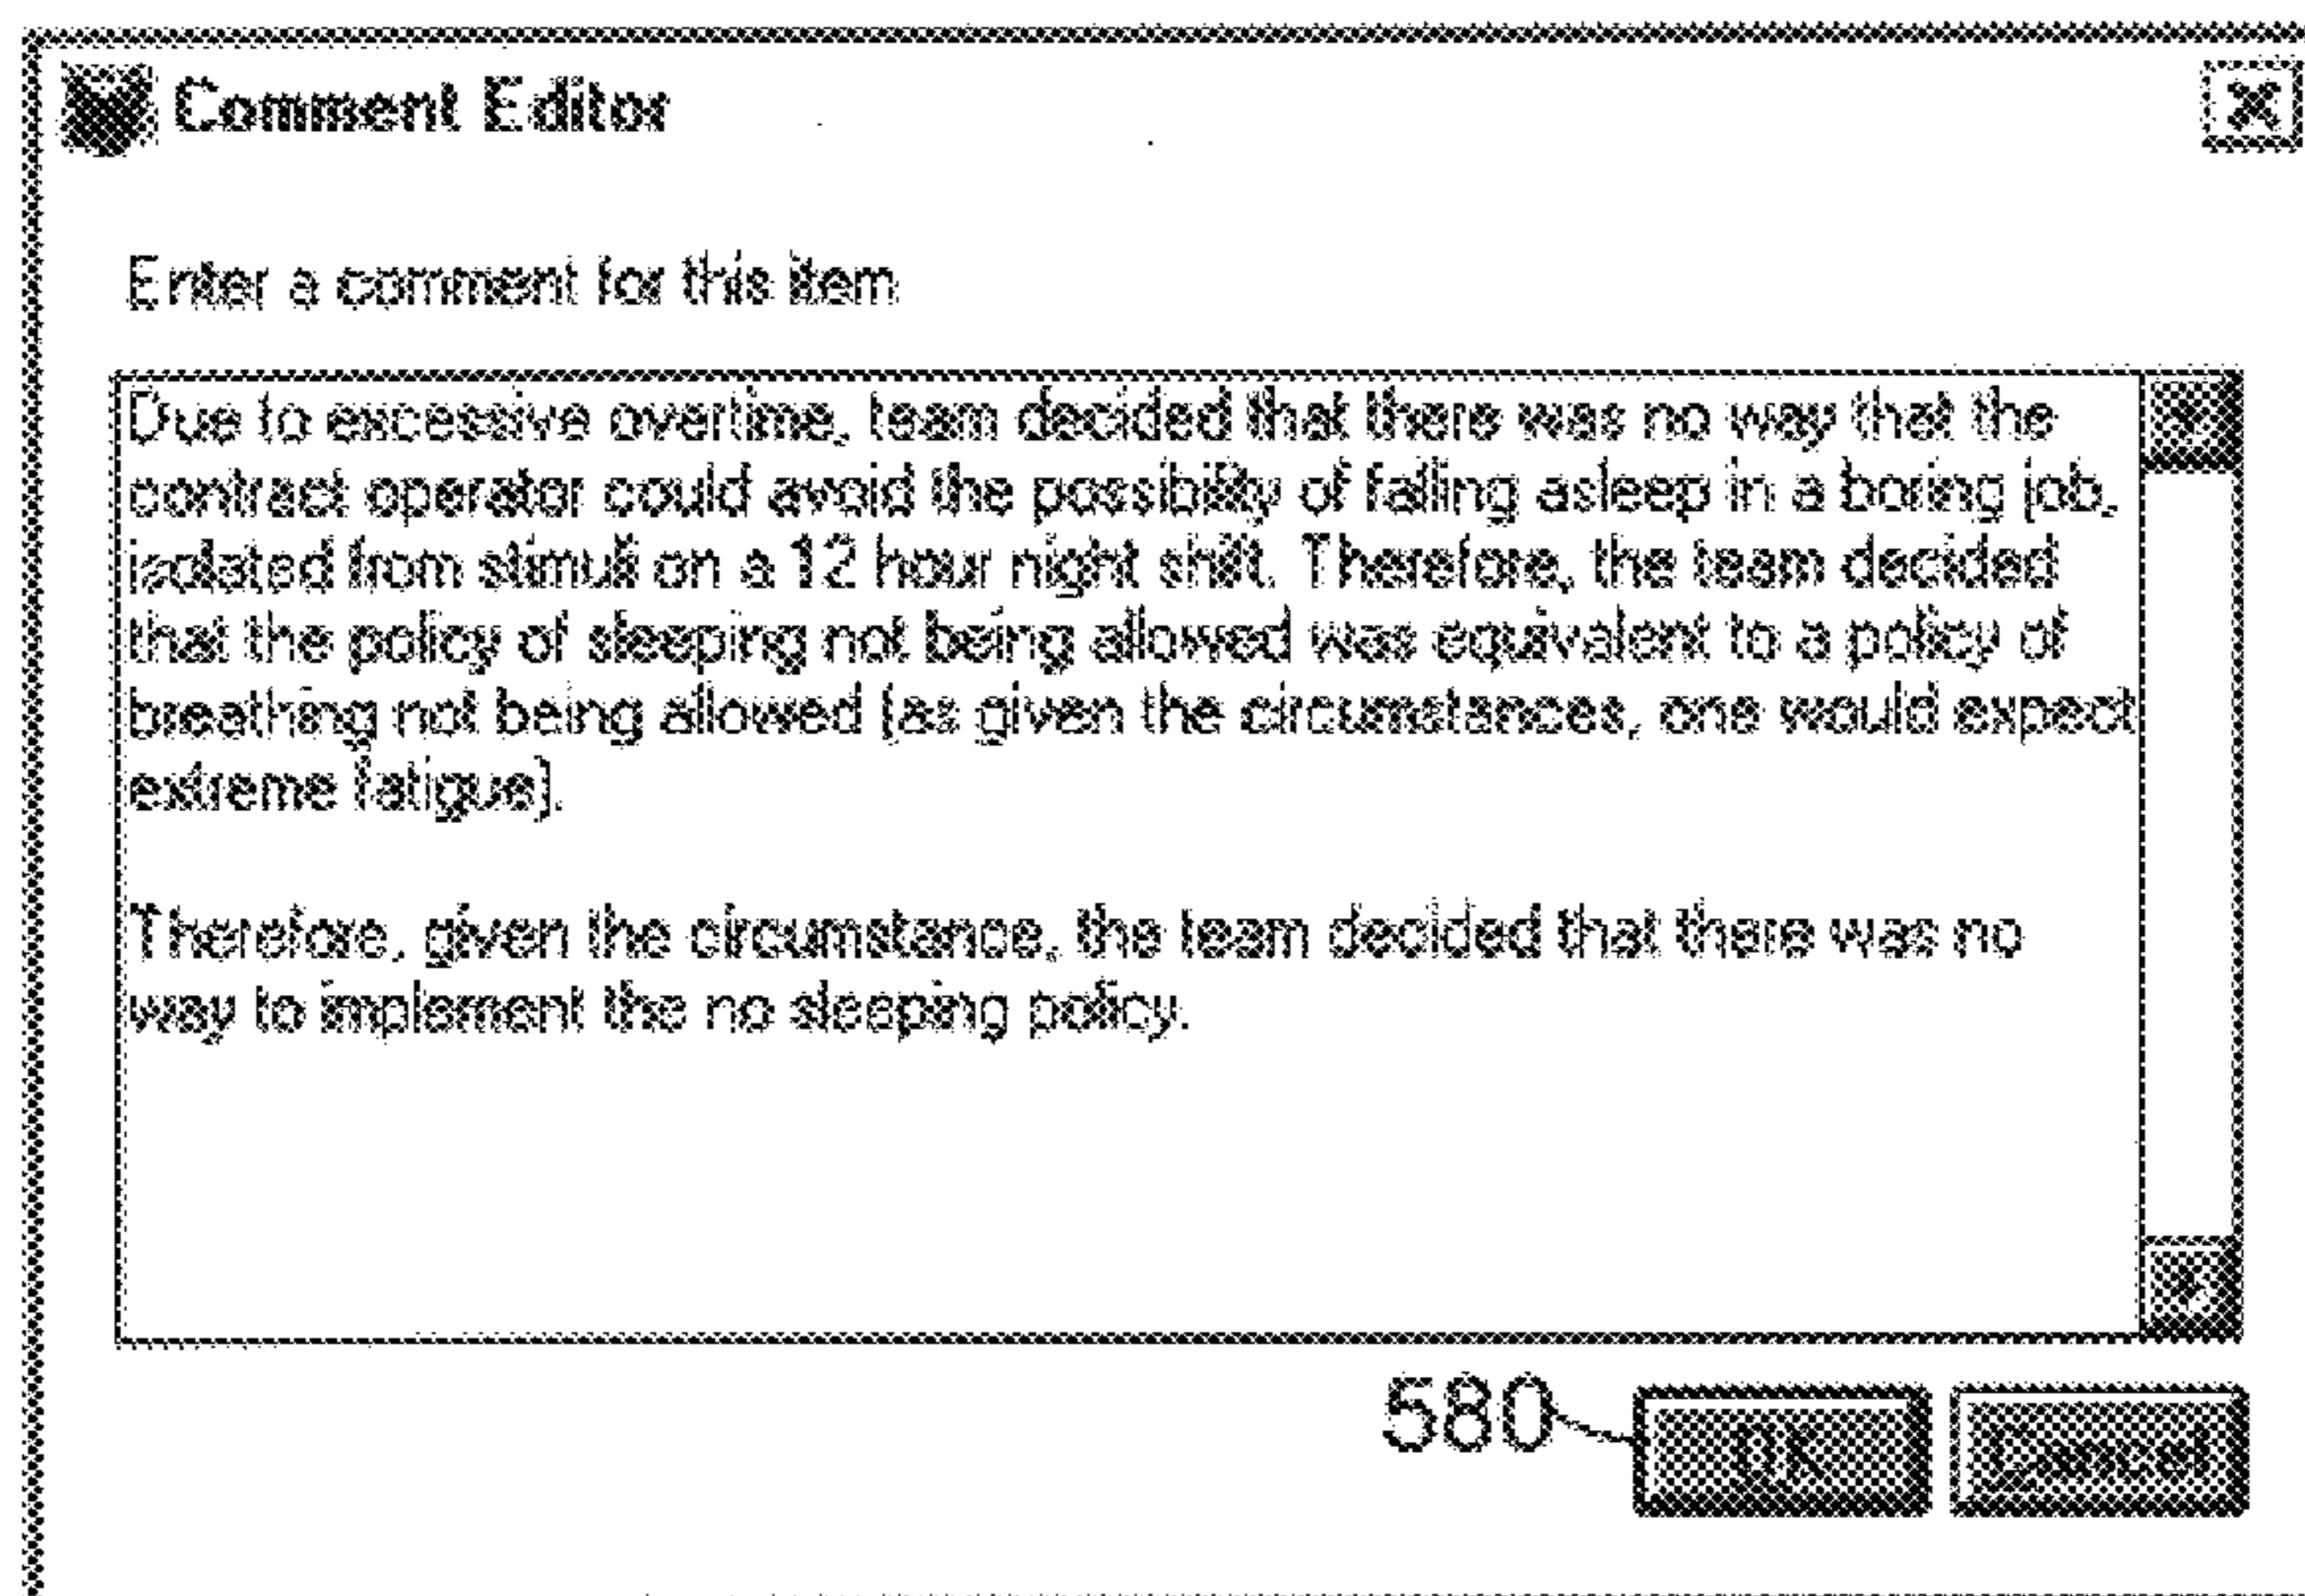 Comment Editor
Enter a comment for this item
Due to excessive overtime, team decided that there was no way that the
contract operator could avoid the possibility of falling asleep in a boring job,
isolated from stimuli on a 12 hour night shift. Therefore, the team decided
that the policy of sleeping not being allowed was equivalent to a policy of
breathing not being allowed (as given the circumstances, one would expect
extreme fatigue).
Therefore, given the circumstance, the team decided that there was no
way to implement the no sleeping policy.
580
OK Cancel